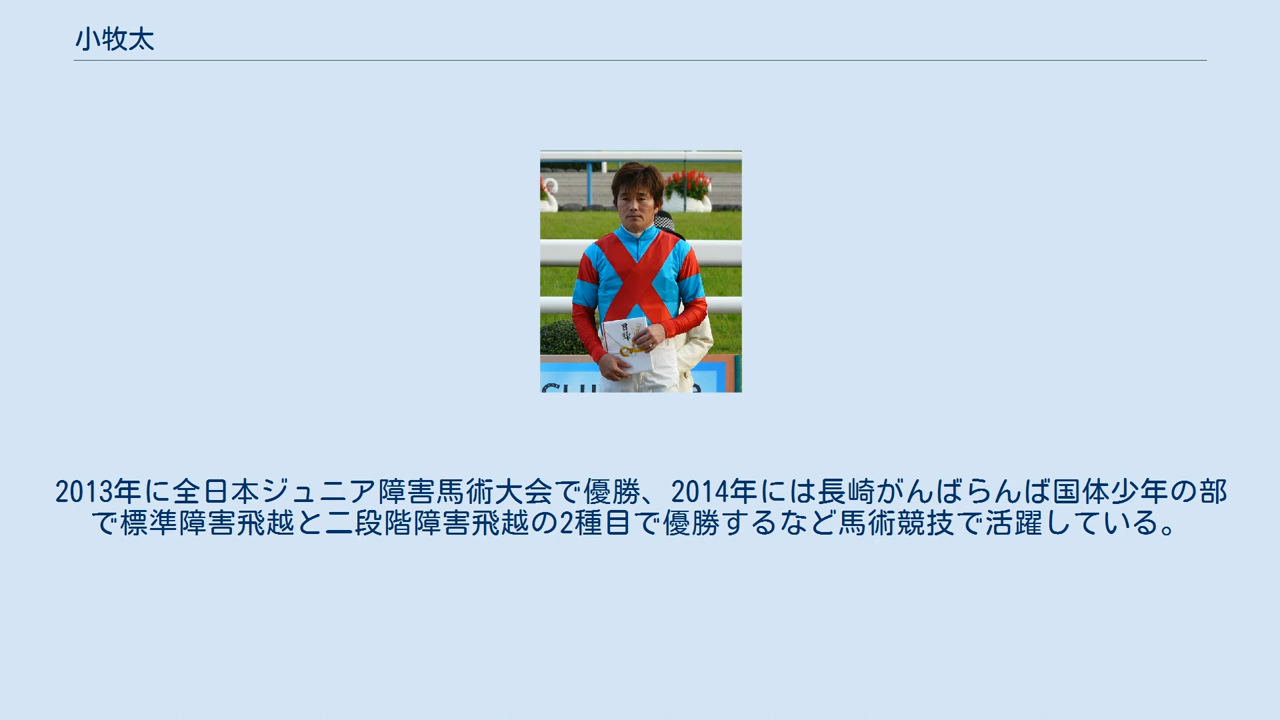 小牧太
2013年に全日本ジュニア障害馬術大会で優勝、2014年には長崎がんばらんば国体少年の部
で標準障害飛越と二段階障害飛越の2種目で優勝するなど馬術競技で活躍している。